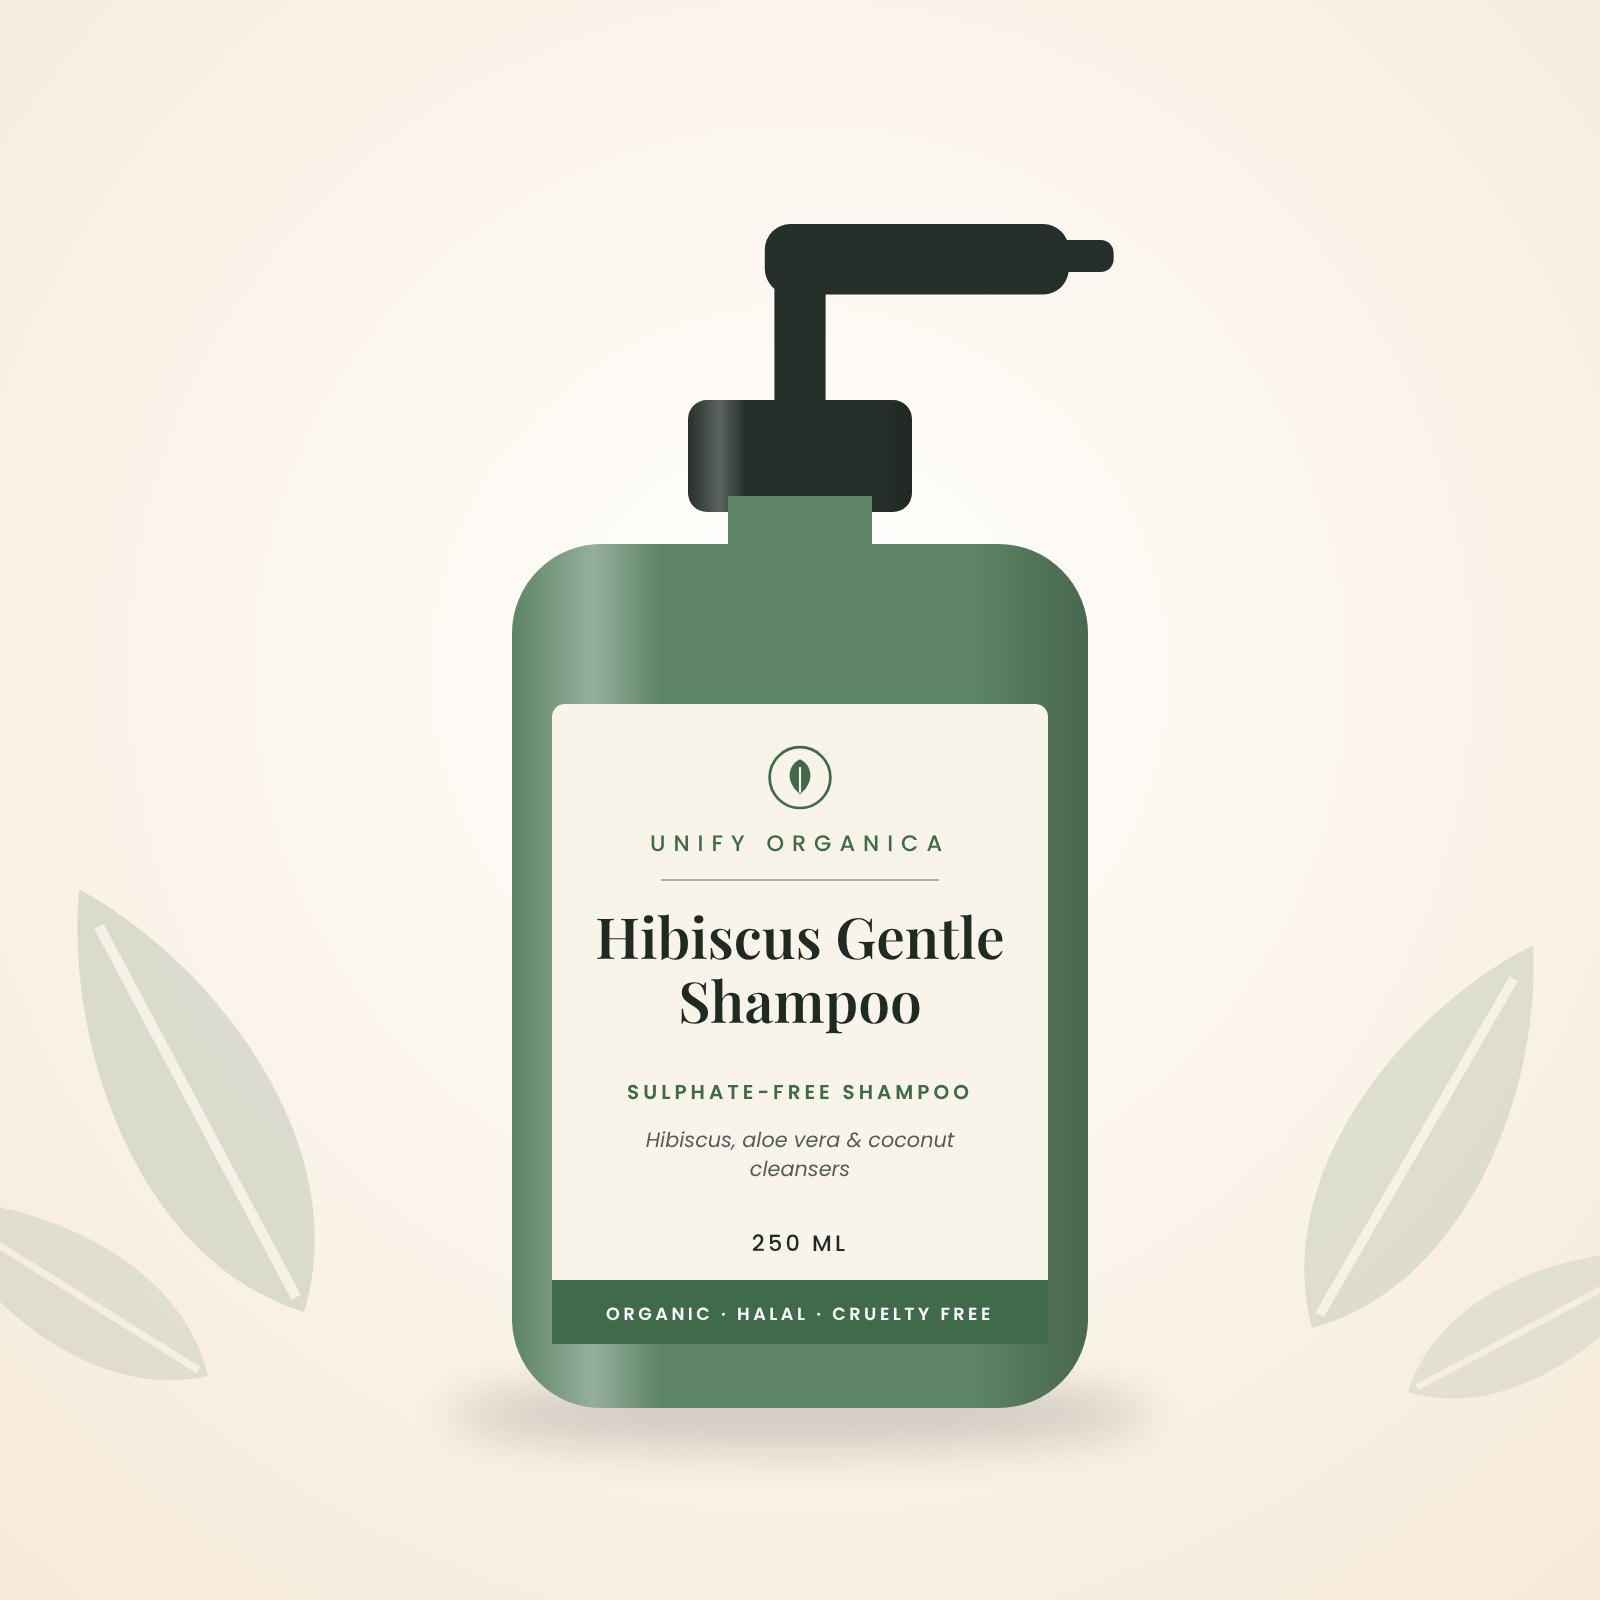 UNIFY ORGANICA
Hibiscus Gentle
Shampoo
SULPHATE-FREE SHAMPOO
Hibiscus, aloe vera & coconut
cleansers
250 ML
ORGANIC · HALAL · CRUELTY FREE